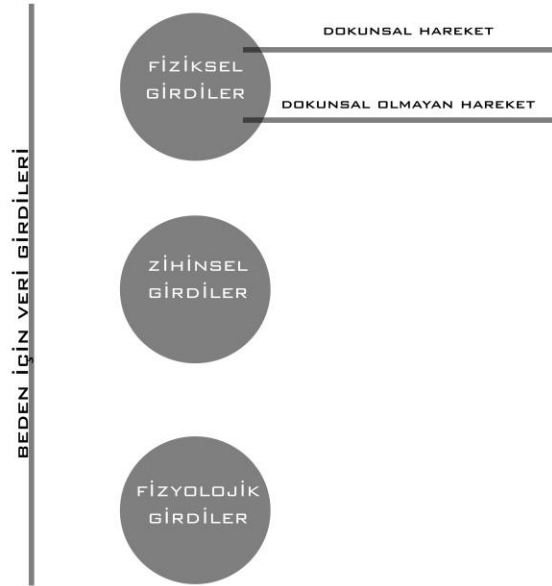 BEDEN İÇİN VERİ GİRDİLERİ
FİZİKSEL
GİRDİLER
DOKUNSAL HAREKET
DOKUNSAL OLMAYAN HAREKET
ZİHİNSEL
GİRDİLER
FİZYOLOJİK
GİRDİLER